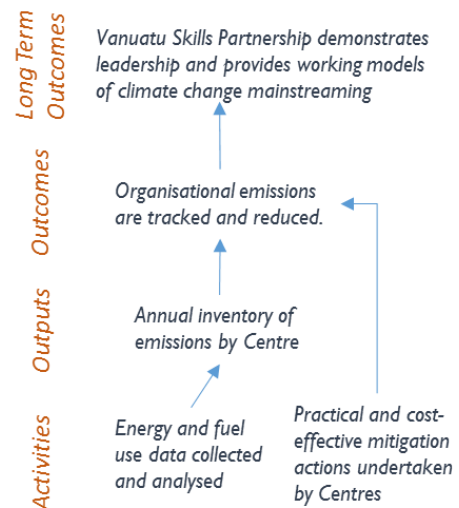 Long Term
Outcomes
Vanuatu Skills Partnership demonstrates
leadership and provides working models
of climate change mainstreaming
Outcomes
Organisational emissions
are tracked and reduced.
Outputs
Annual inventory of
emissions by Centre
Activities
Energy and fuel
use data collected
and analysed
Practical and cost-
effective mitigation
actions undertaken
by Centres